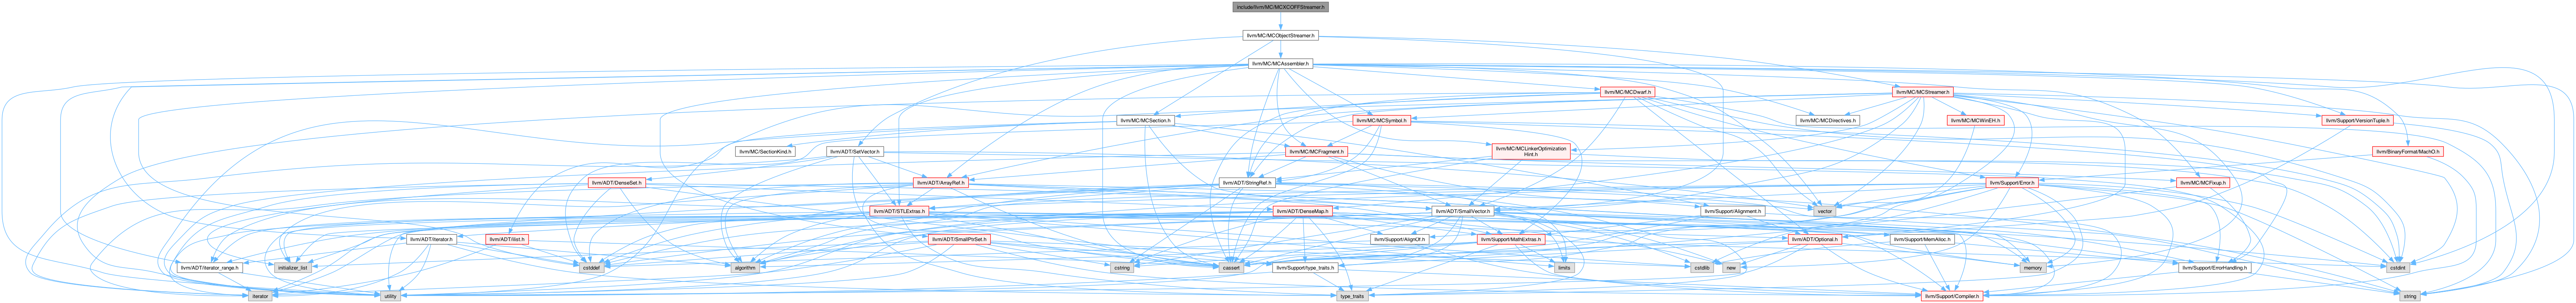 include/llvm/MC/MCXCOFFStreamer.h
llvm/MC/MCObjectStreamer.h
llvm/MC/MCAssembler.h
llvm/MC/MCDwarf.h
llvm/MC/MCStreamer.h
llvm/MC/MCSection.h
llvm/MC/MCSymbol.h
llvm/MC/MCDirectives.h
llvm/MC/MCWinEH.h
llvm/Support/VersionTuple.h
llvm/MC/SectionKind.h
llvm/ADT/SetVector.h
llvm/MC/MCFragment.h
llvm/MC/MCLinkerOptimization
Hint.h
llvm/BinaryFormat/MachO.h
llvm/ADT/DenseSet.h
llvm/ADT/ArrayRef.h
llvm/ADT/StringRef.h
llvm/Support/Error.h
llvm/MC/MCFixup.h
llvm/ADT/STLExtras.h
llvm/ADT/DenseMap.h
llvm/ADT/SmallVector.h
llvm/Support/Alignment.h
vector
llvm/ADT/iterator.h
llvm/ADT/ilist.h
llvm/ADT/SmallPtrSet.h
llvm/Support/AlignOf.h
llvm/Support/MathExtras.h
llvm/ADT/Optional.h
llvm/Support/MemAlloc.h
llvm/ADT/iterator_range.h
initializer_list
cstddef
algorithm
cstring
cassert
llvm/Support/type_traits.h
limits
cstdlib
new
memory
llvm/Support/ErrorHandling.h
cstdint
iterator
utility
type_traits
llvm/Support/Compiler.h
string